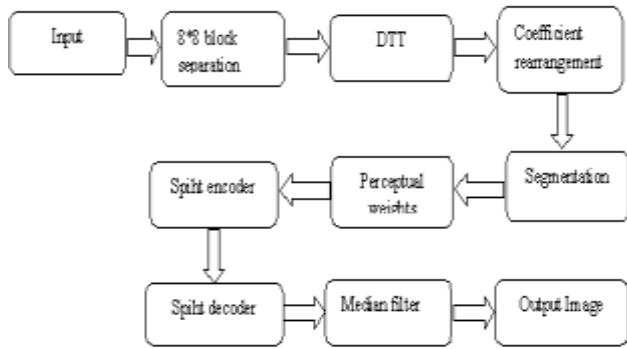 Input
8*8 block
separation
DTT
Coefficient
rearrangement
Segmentation
Perceptual
weights
Spiht encoder
Spiht decoder
Median filter
Output Image